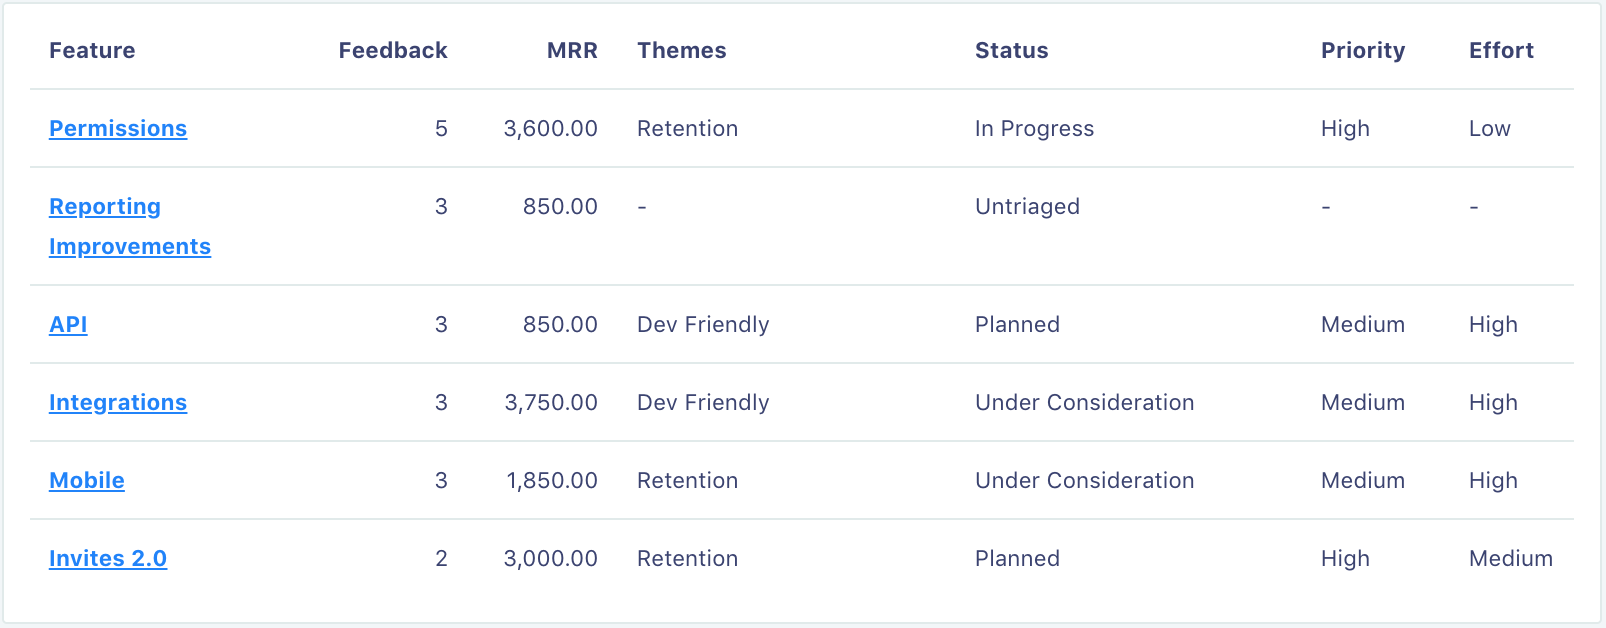 Feature Feedback MRR Themes Status Priority Effort
Permissions 5 3,600.00 Retention In Progress High Low
Reporting 3 850.00 - Untriaged - -
Improvements
API 3 850.00 Dev Friendly Planned Medium High
Integrations 3 3,750.00 Dev Friendly Under Consideration Medium High
Mobile 3 1,850.00 Retention Under Consideration Medium High
Invites 2.0 2 3,000.00 Retention Planned High Medium